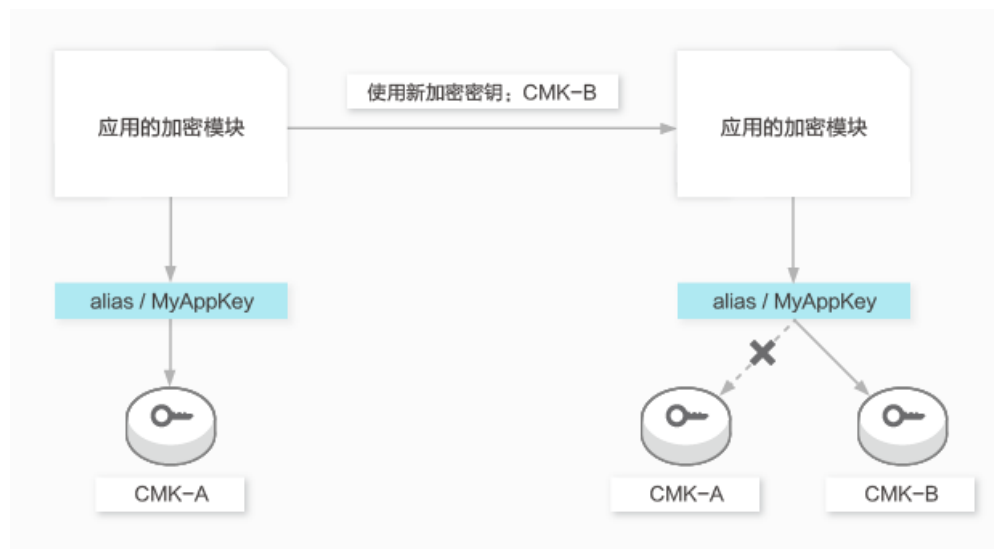 使用新加密密钥：CMK-B
应用的加密模块
应用的加密模块
alias / MyAppKey
alias / MyAppKey
CMK-A
CMK-A
CMK-B